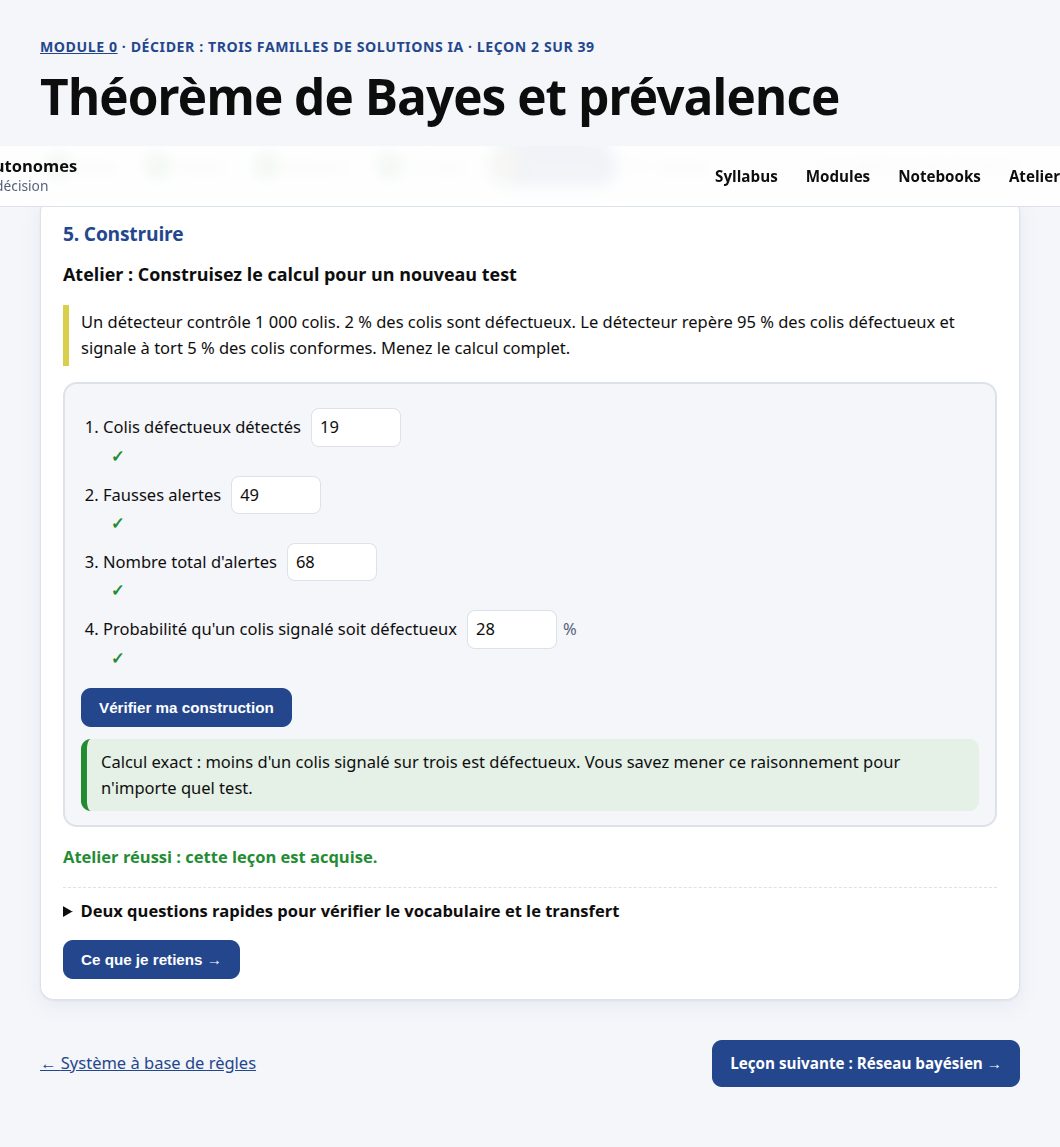 MODULE 0 · DÉCIDER : TROIS FAMILLES DE SOLUTIONS IA · LEÇON 2 SUR 39
Théorème de Bayes et prévalence
utonomes
décision
Syllabus Modules Notebooks Atelier
5. Construire
Atelier : Construisez le calcul pour un nouveau test
Un détecteur contrôle 1 000 colis. 2 % des colis sont défectueux. Le détecteur repère 95 % des colis défectueux et
signale à tort 5 % des colis conformes. Menez le calcul complet.
1. Colis défectueux détectés 19
✓
2. Fausses alertes 49
✓
3. Nombre total d'alertes 68
✓
4. Probabilité qu'un colis signalé soit défectueux 28 %
✓
Vérifier ma construction
Calcul exact : moins d'un colis signalé sur trois est défectueux. Vous savez mener ce raisonnement pour
n'importe quel test.
Atelier réussi : cette leçon est acquise.
▶ Deux questions rapides pour vérifier le vocabulaire et le transfert
Ce que je retiens →
← Système à base de règles
Leçon suivante : Réseau bayésien →